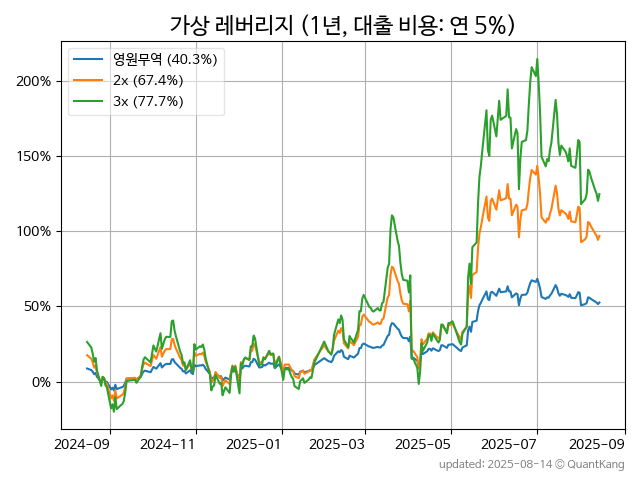 가상 레버리지 (1년, 대출 비용: 연 5%)
영원무역 (40.3%)
2x (67.4%)
3x (77.7%)
200%
150%
100%
50%
0%
2024-09 2024-11 2025-01 2025-03 2025-05 2025-07 2025-09
updated: 2025-08-14 © QuantKang